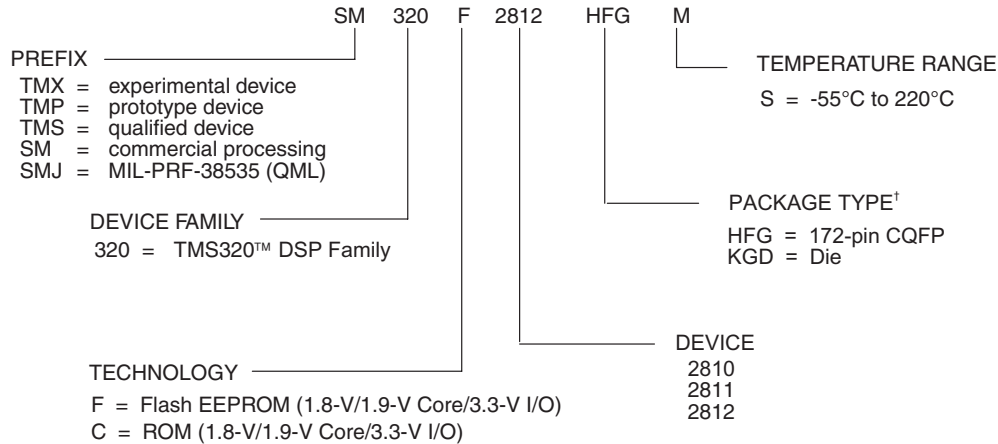 SM 320 F 2812 HFG M
PREFIX
TMX = experimental device
TMP = prototype device
TMS = qualified device
SM = commercial processing
SMJ = MIL-PRF-38535 (QML)
TEMPERATURE RANGE
S = -55°C to 220°C
DEVICE FAMILY
320 = TMS320™ DSP Family
PACKAGE TYPE†
HFG = 172-pin CQFP
KGD = Die
DEVICE
2810
2811
2812
TECHNOLOGY
F = Flash EEPROM (1.8-V/1.9-V Core/3.3-V I/O)
C = ROM (1.8-V/1.9-V Core/3.3-V I/O)